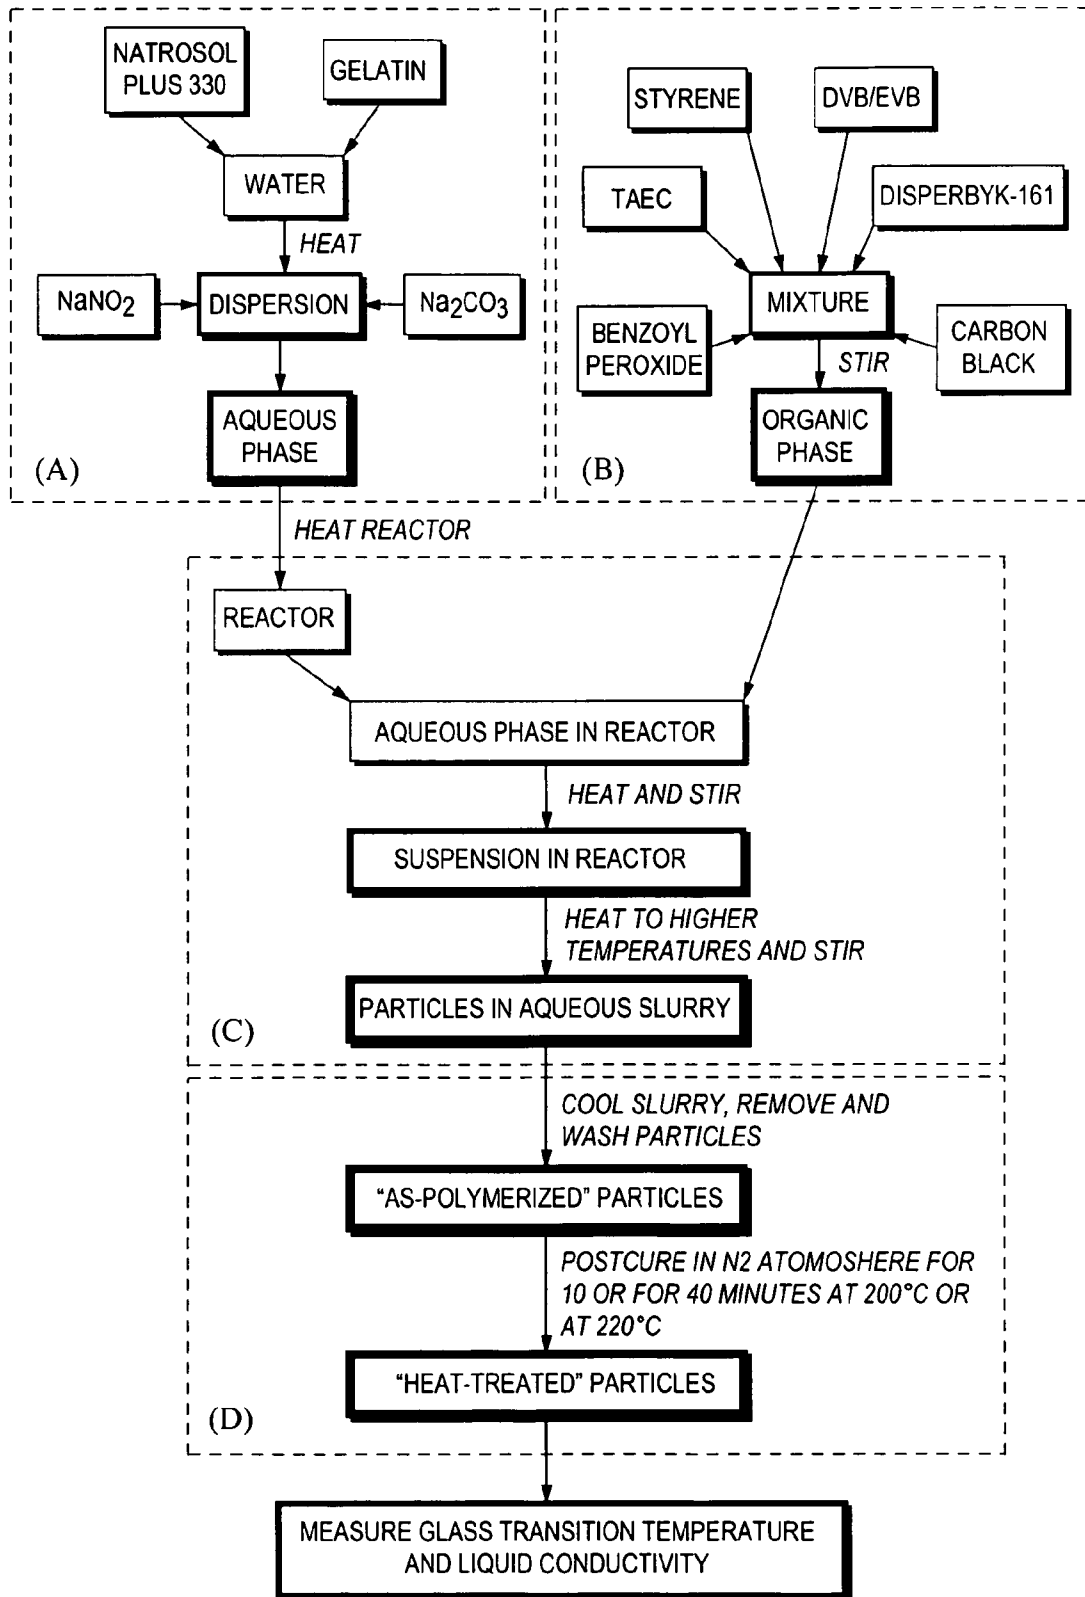 NATROSOL
PLUS 330
GELATIN
WATER
HEAT
NaNO2
DISPERSION
Na2CO3
AQUEOUS
PHASE
(A)
STYRENE
DVB/EVB
TAEC
DISPERBYK-161
MIXTURE
BENZOYL
PEROXIDE
CARBON
BLACK
STIR
ORGANIC
PHASE
(B)
HEAT REACTOR
REACTOR
AQUEOUS PHASE IN REACTOR
HEAT AND STIR
SUSPENSION IN REACTOR
HEAT TO HIGHER
TEMPERATURES AND STIR
PARTICLES IN AQUEOUS SLURRY
(C)
COOL SLURRY, REMOVE AND
WASH PARTICLES
“AS-POLYMERIZED” PARTICLES
POSTCURE IN N2 ATOMOSHERE FOR
10 OR FOR 40 MINUTES AT 200°C OR
AT 220°C
“HEAT-TREATED” PARTICLES
(D)
MEASURE GLASS TRANSITION TEMPERATURE
AND LIQUID CONDUCTIVITY